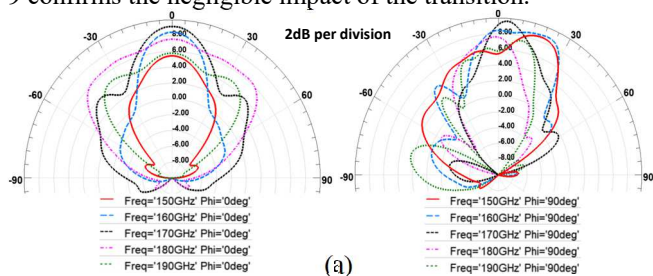 9 confirms the negligible impact of the transition.
0
0
-30
30
2dB per division
-30
30
8.00
8.00
6.00
6.00
4.00
4.00
-60
2.00
60
-60
2.00
60
0.00
0.00
-2.00
-2.00
-4.00
-4.00
-6.00
-6.00
-8.00
-8.00
-90
90
-90
90
Freq='150GHz' Phi='0deg'
Freq='150GHz' Phi='90deg'
Freq='160GHz' Phi='0deg'
Freq='160GHz' Phi='90deg'
Freq='170GHz' Phi='0deg'
Freq='170GHz' Phi='90deg'
Freq='180GHz' Phi='0deg'
Freq='180GHz' Phi='90deg'
Freq='190GHz' Phi='0deg'
(a)
Freq='190GHz' Phi='90deg'